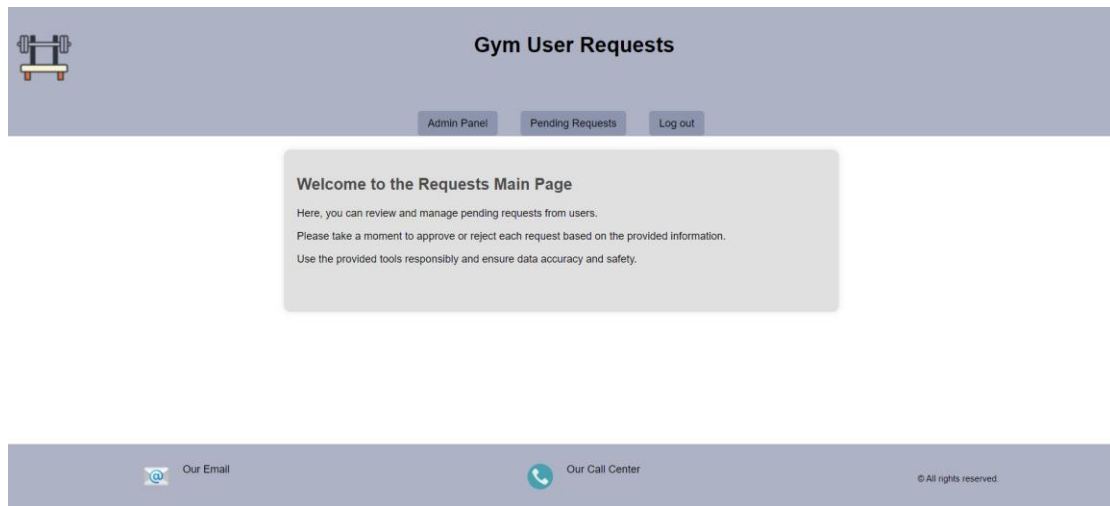 Gym User Requests
Admin Panel
Pending Requests
Log out
Welcome to the Requests Main Page
Here, you can review and manage pending requests from users.
Please take a moment to approve or reject each request based on the provided information.
Use the provided tools responsibly and ensure data accuracy and safety.
Our Email
Our Call Center
© All rights reserved.